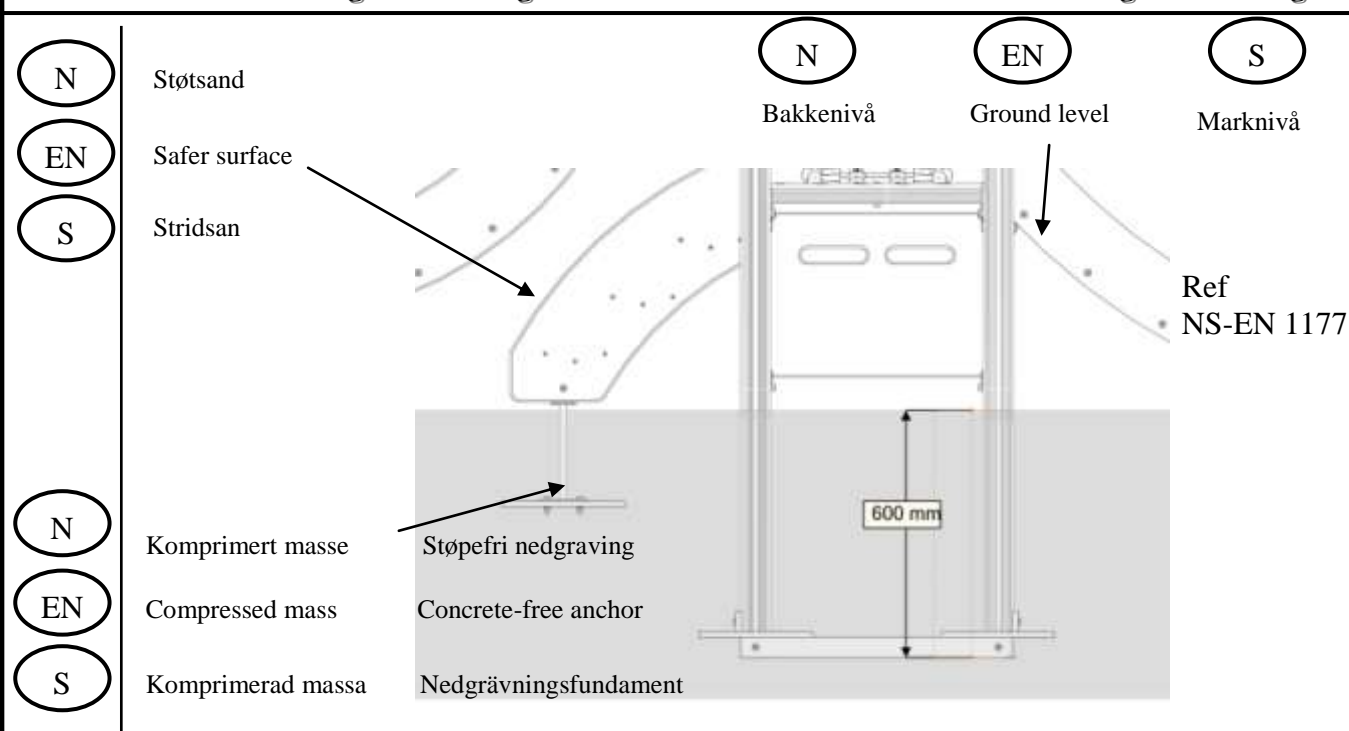 N EN S
N Støtsand
Bakkenivå Ground level Marknivå
EN Safer surface
S Stridsan
Ref
NS-EN 1177
600 mm
N Komprimert masse Støpefri nedgraving
EN Compressed mass Concrete-free anchor
S Komprimerad massa Nedgrävningsfundament